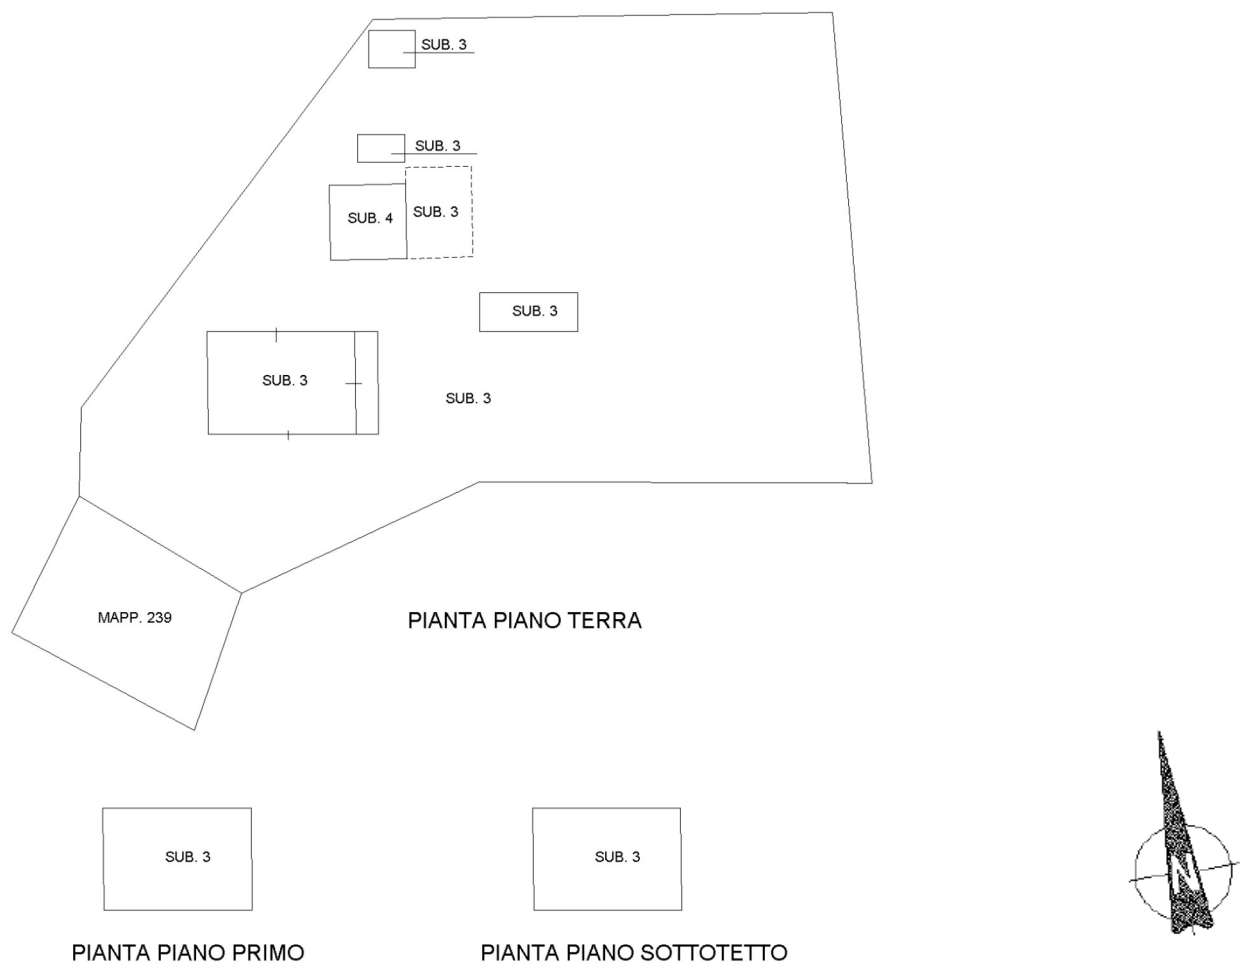 SUB. 3
SUB. 3
SUB. 4
SUB. 3
SUB. 3
SUB. 3
SUB. 3
MAPP. 239
PIANTA PIANO TERRA
SUB. 3
SUB. 3
N
PIANTA PIANO PRIMO
PIANTA PIANO SOTTOTETTO